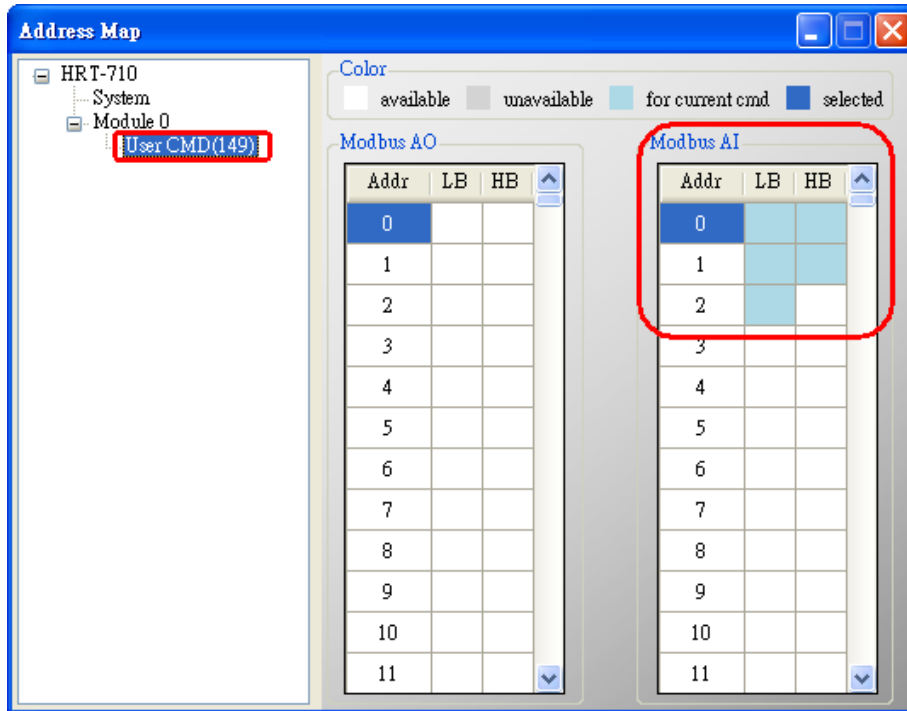 Address Map
HRT-710
System
Module 0
User CMD(149)
Color
available unavailable for current cmd selected
Modbus AO
Addr LB HB
0
1
2
3
4
5
6
7
8
9
10
11
Modbus AI
Addr LB HB
0
1
2
3
4
5
6
7
8
9
10
11